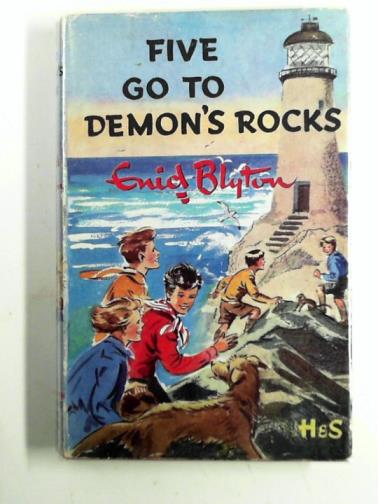 FIVE
GO TO
DEMON'S ROCKS
Enid Blyton
H&S